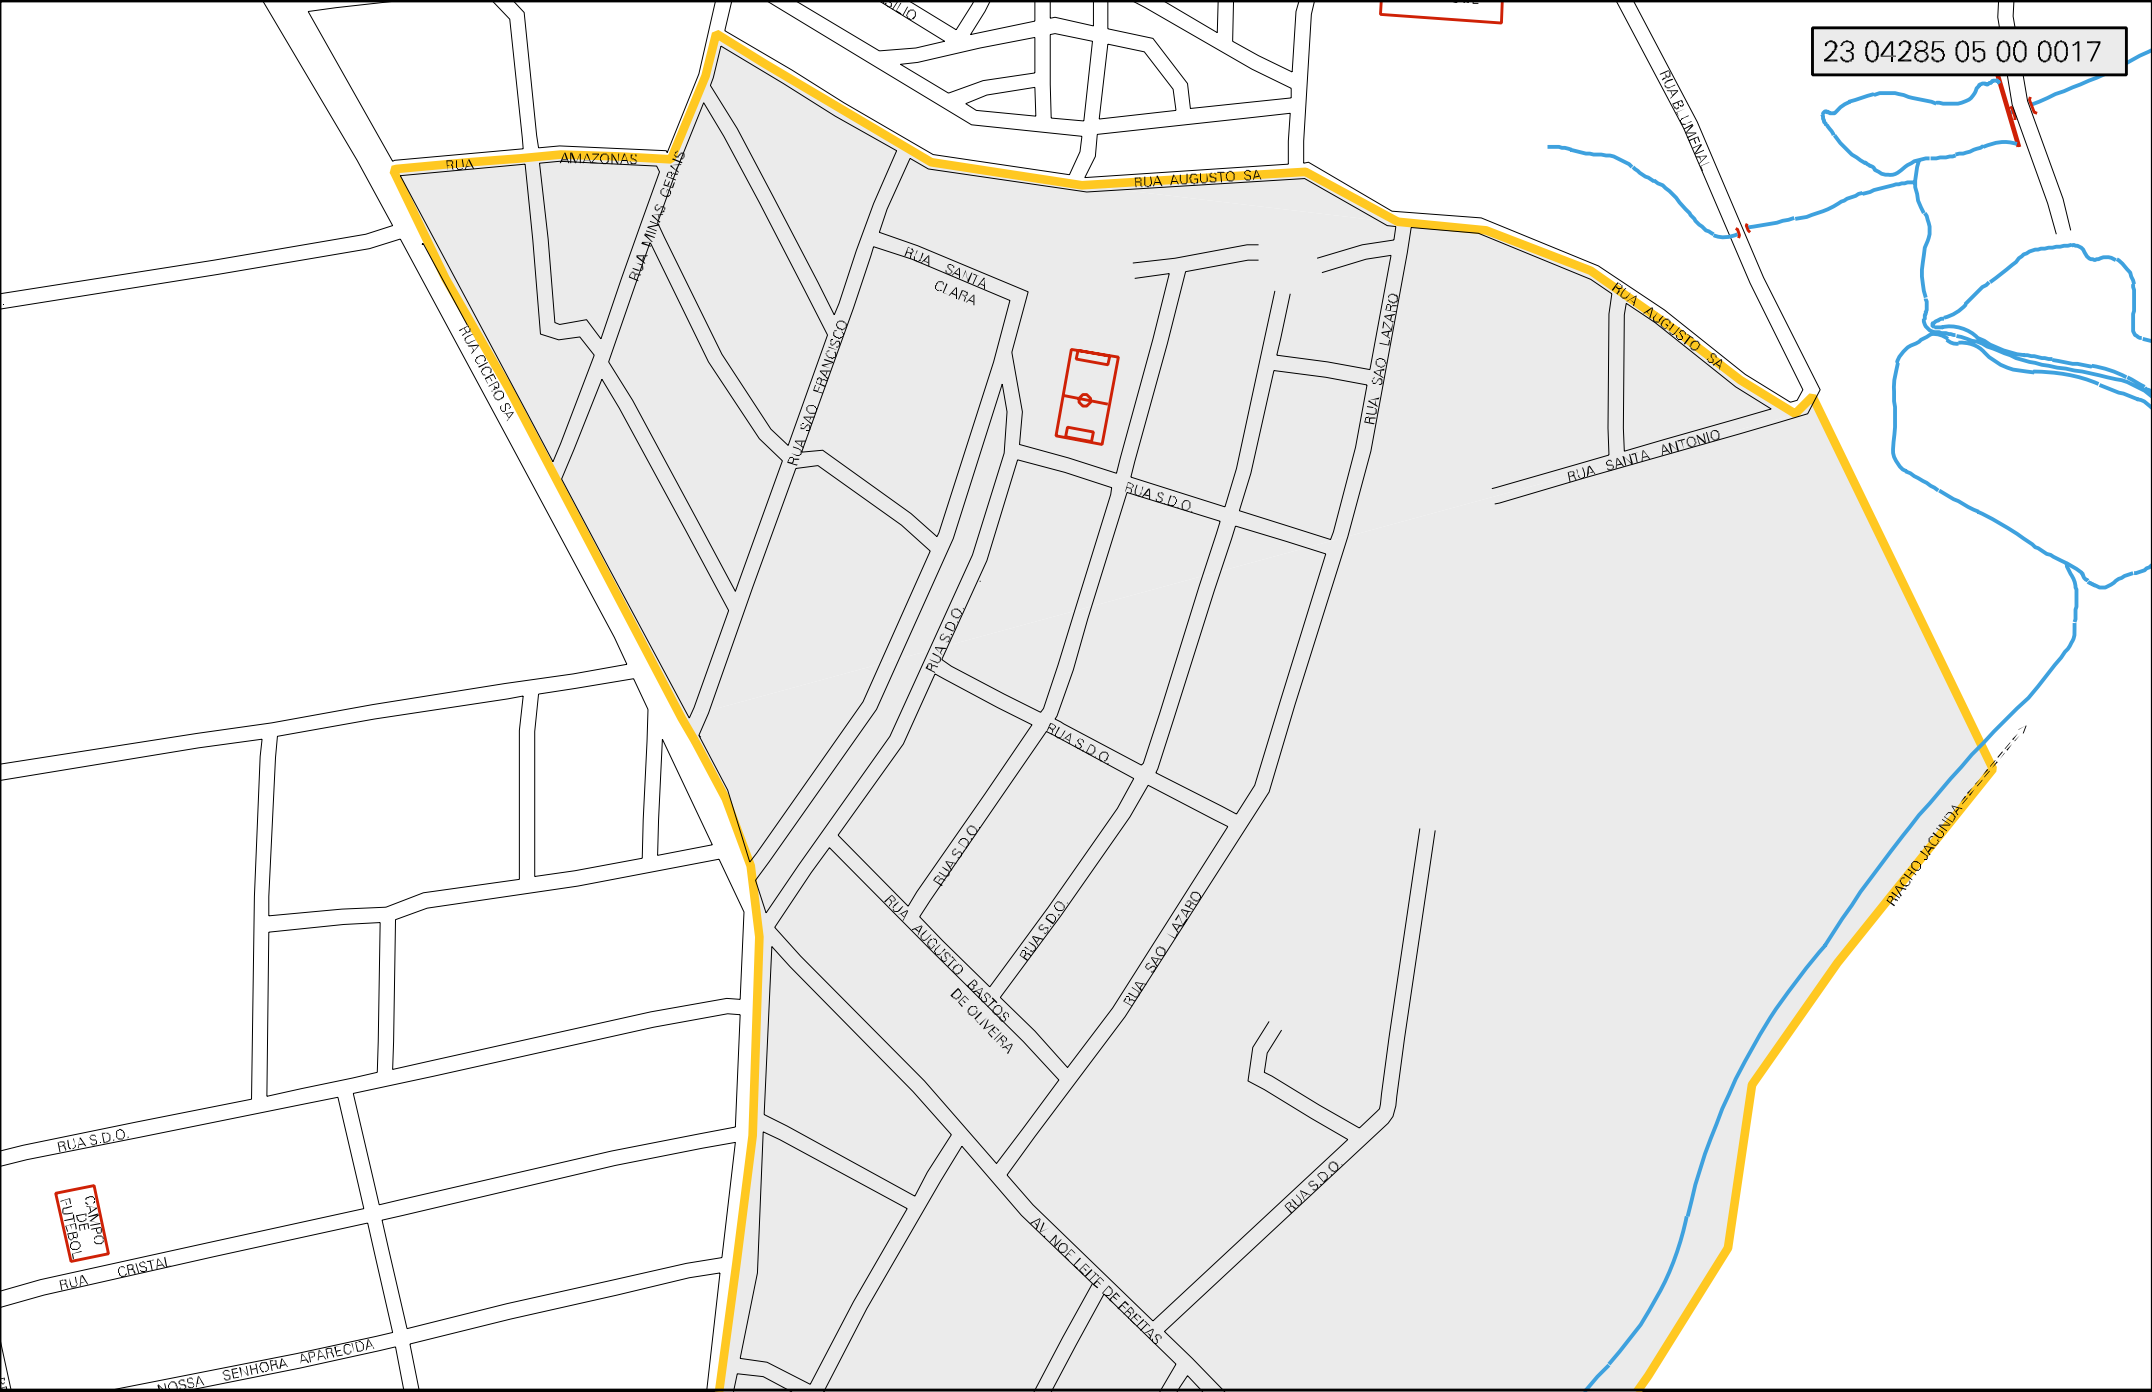 23 04285 05 00 0017
RUA BLUMENAL
RUA AMAZONAS
RUA AUGUSTO SA
RUA MINAS GERAIS
RUA SANTA
CLARA
RUA CICERO SA
RUA SAO FRANCISCO
RUA SAO LAZARO
RUA AUGUSTO SA
RUA SANTA ANTONIO
RUA S.D.O.
RUA S.D.O.
RUA S.D.O.
RUA S.D.O.
RUA S.D.O.
RUA AUGUSTO BASTOS
DE OLIVEIRA
RUA SAO LAZARO
RIACHO JACUNDA
RUA S.D.O.
RUA S.D.O
CAMPO
DE
FUTEBOL
RUA CRISTAL
AV. NOE LEITE DE FREITAS
NOSSA SENHORA APARECIDA